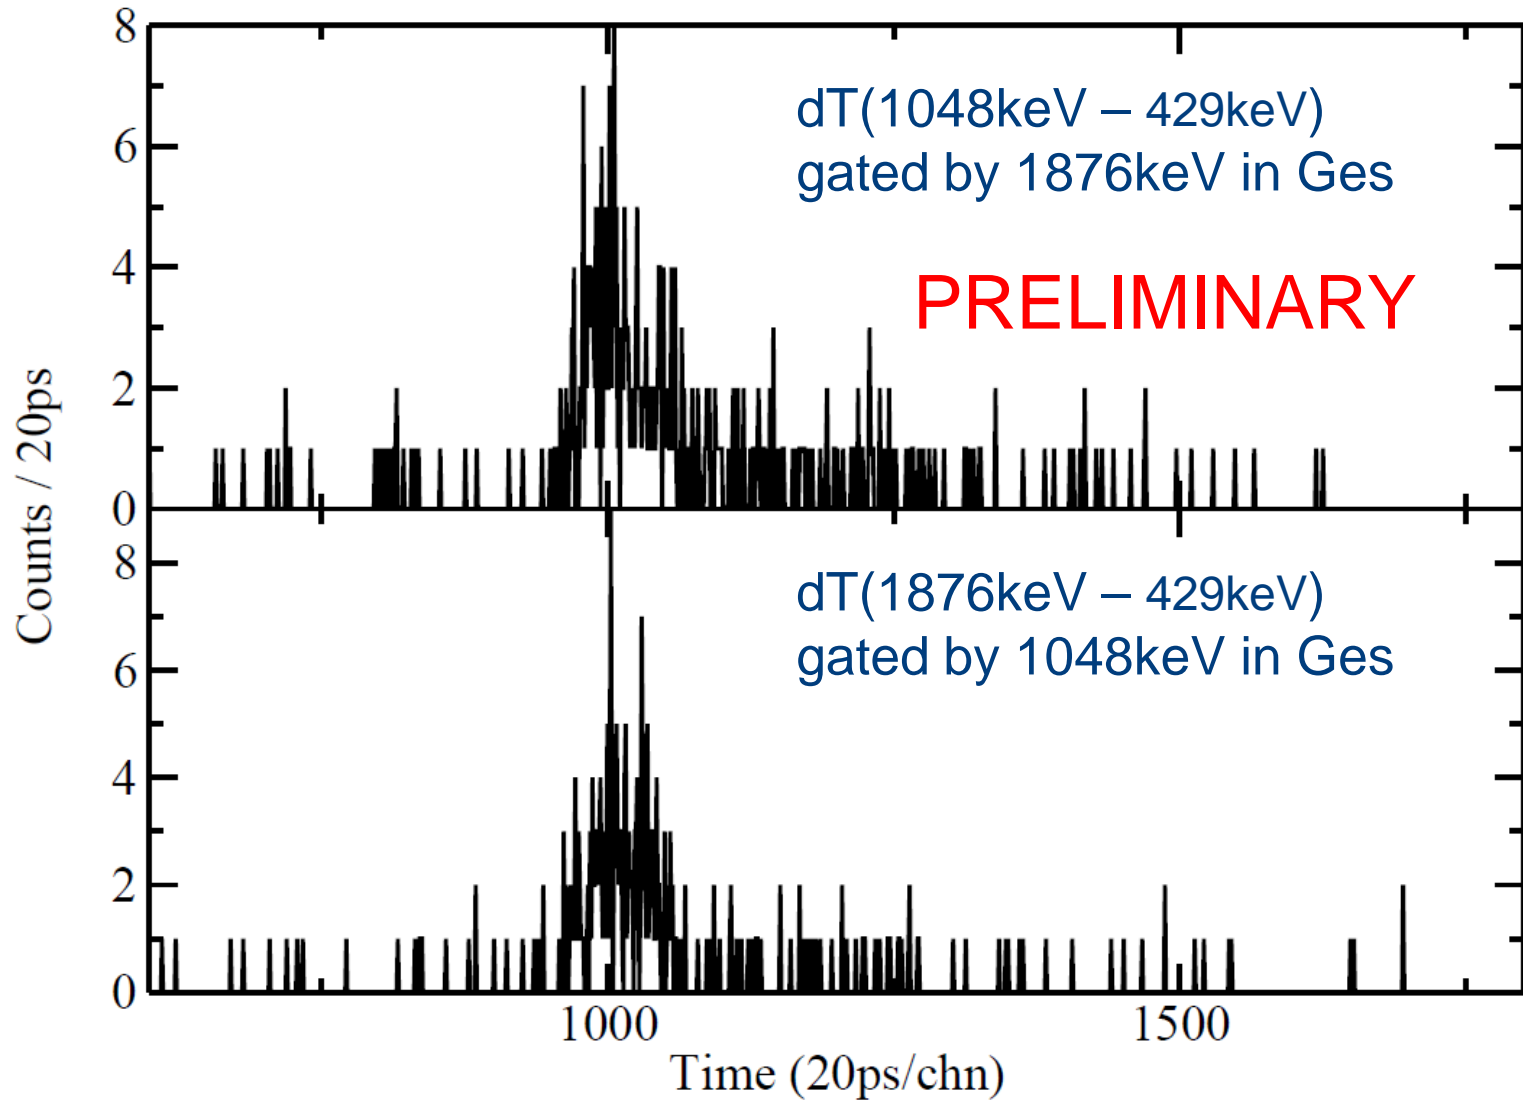 8
6
4
2
0
dT(1048keV – 429keV)
gated by 1876keV in Ges
PRELIMINARY
Counts / 20ps
8
6
4
2
0
dT(1876keV – 429keV)
gated by 1048keV in Ges
1000
1500
Time (20ps/chn)